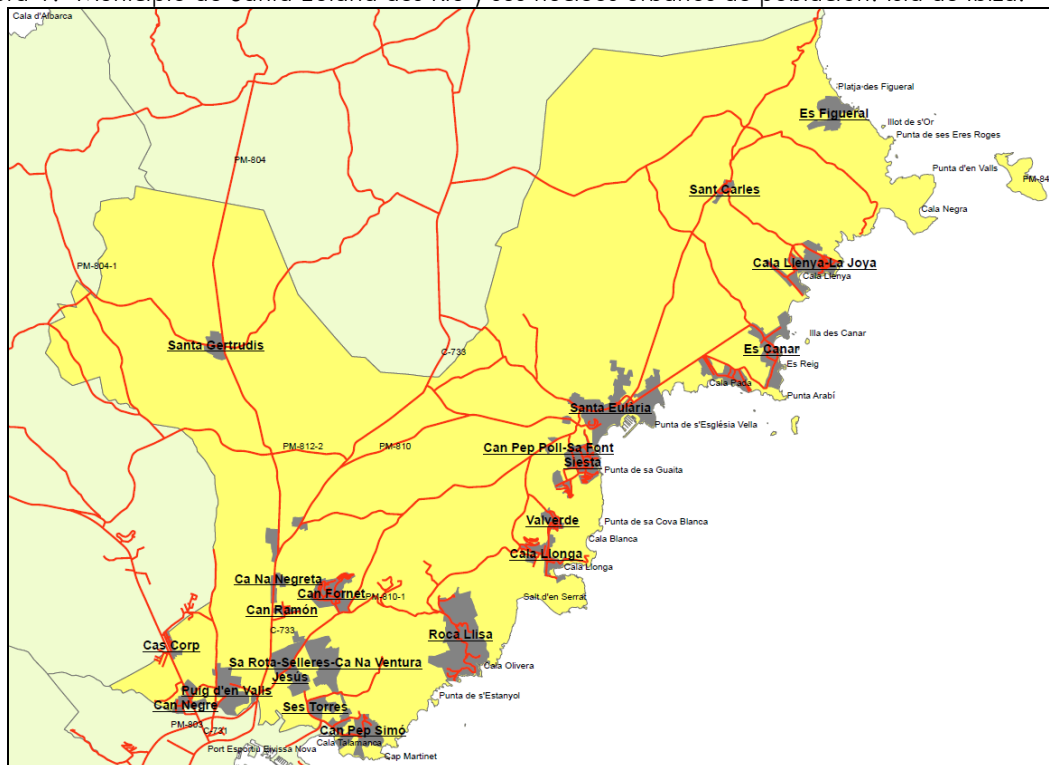 Cala d'Albarca
Platja des Figueral
Es Figueral
Illot de s'Or
Punta de ses Eres Roges
PM-804
Punta d'en Valls
PM-84
Sant Carles
Cala Negra
PM-804-1
Cala Llenya-La Joya
Cala Llenya
Illa des Canar
Santa Gertrudis
Es Canar
C-733
Es Reig
Cala Pada
Punta Arabí
Santa Eulària
Punta de s'Església Vella
PM-812-2
PM-810
Can Pep Poll-Sa Font
Siesta
Punta de sa Guaita
Valverde
Punta de sa Cova Blanca
Cala Blanca
Cala Llonga
Cala Llonga
Ca Na Negreta
Can Fornet
PM-810-1
Salt d'en Serrat
Can Ramón
C-733
Roca Llisa
Cas Corp
Sa Rota-Selleres-Ca Na Ventura
Cala Olivera
Jesús
Puig d'en Valls
Punta de s'Estanyol
Can Negre
Ses Torres
PM-803
C-731
Can Pep Simó
Cala Talamanca
Port Esportiu Eivissa Nova
Cap Martinet